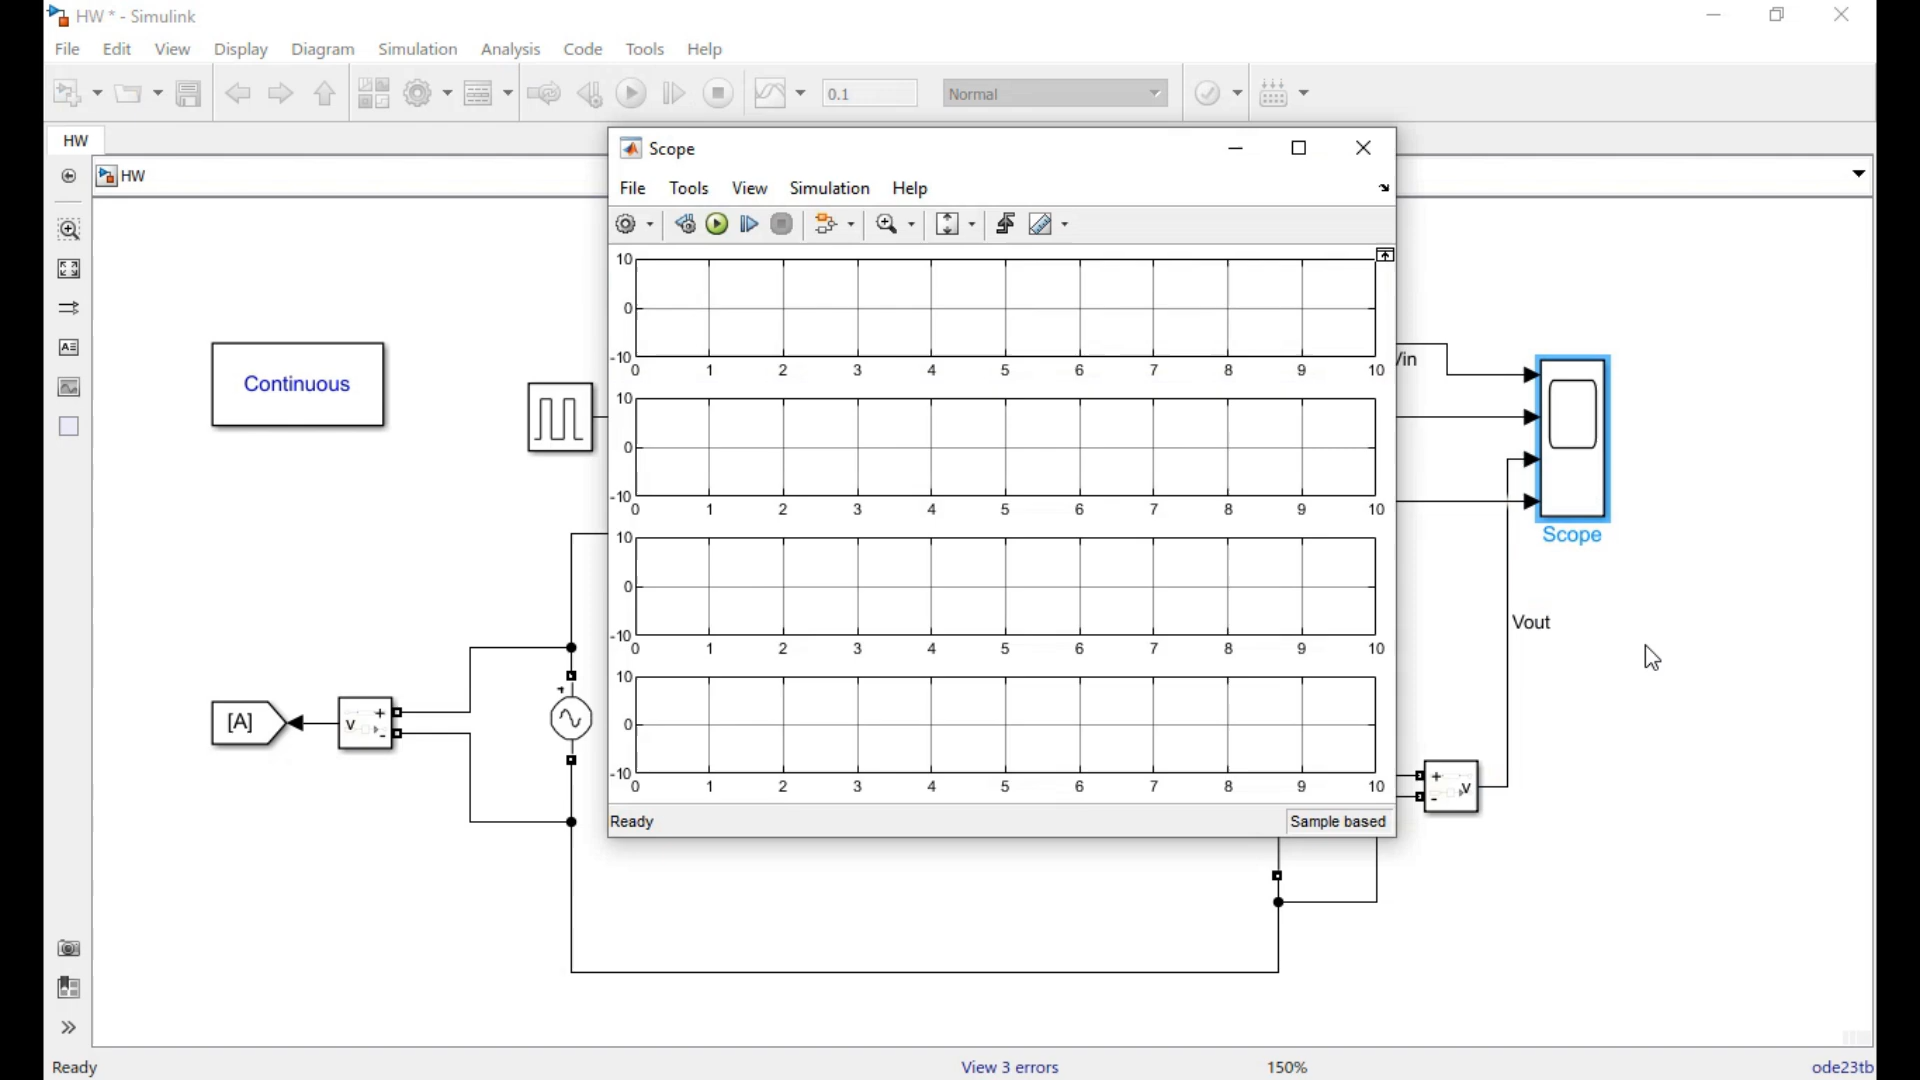 HW * - Simulink
File Edit View Display Diagram Simulation Analysis Code Tools Help
0.1 Normal
HW
HW
Scope
File Tools View Simulation Help
10
0
-10
0 1 2 3 4 5 6 7 8 9 10
10
0
-10
0 1 2 3 4 5 6 7 8 9 10
10
0
-10
0 1 2 3 4 5 6 7 8 9 10
10
0
-10
0 1 2 3 4 5 6 7 8 9 10
Ready Sample based
Continuous
Scope
Vout
[A]
v + -
+
+ - v
Ready View 3 errors 150% ode23tb